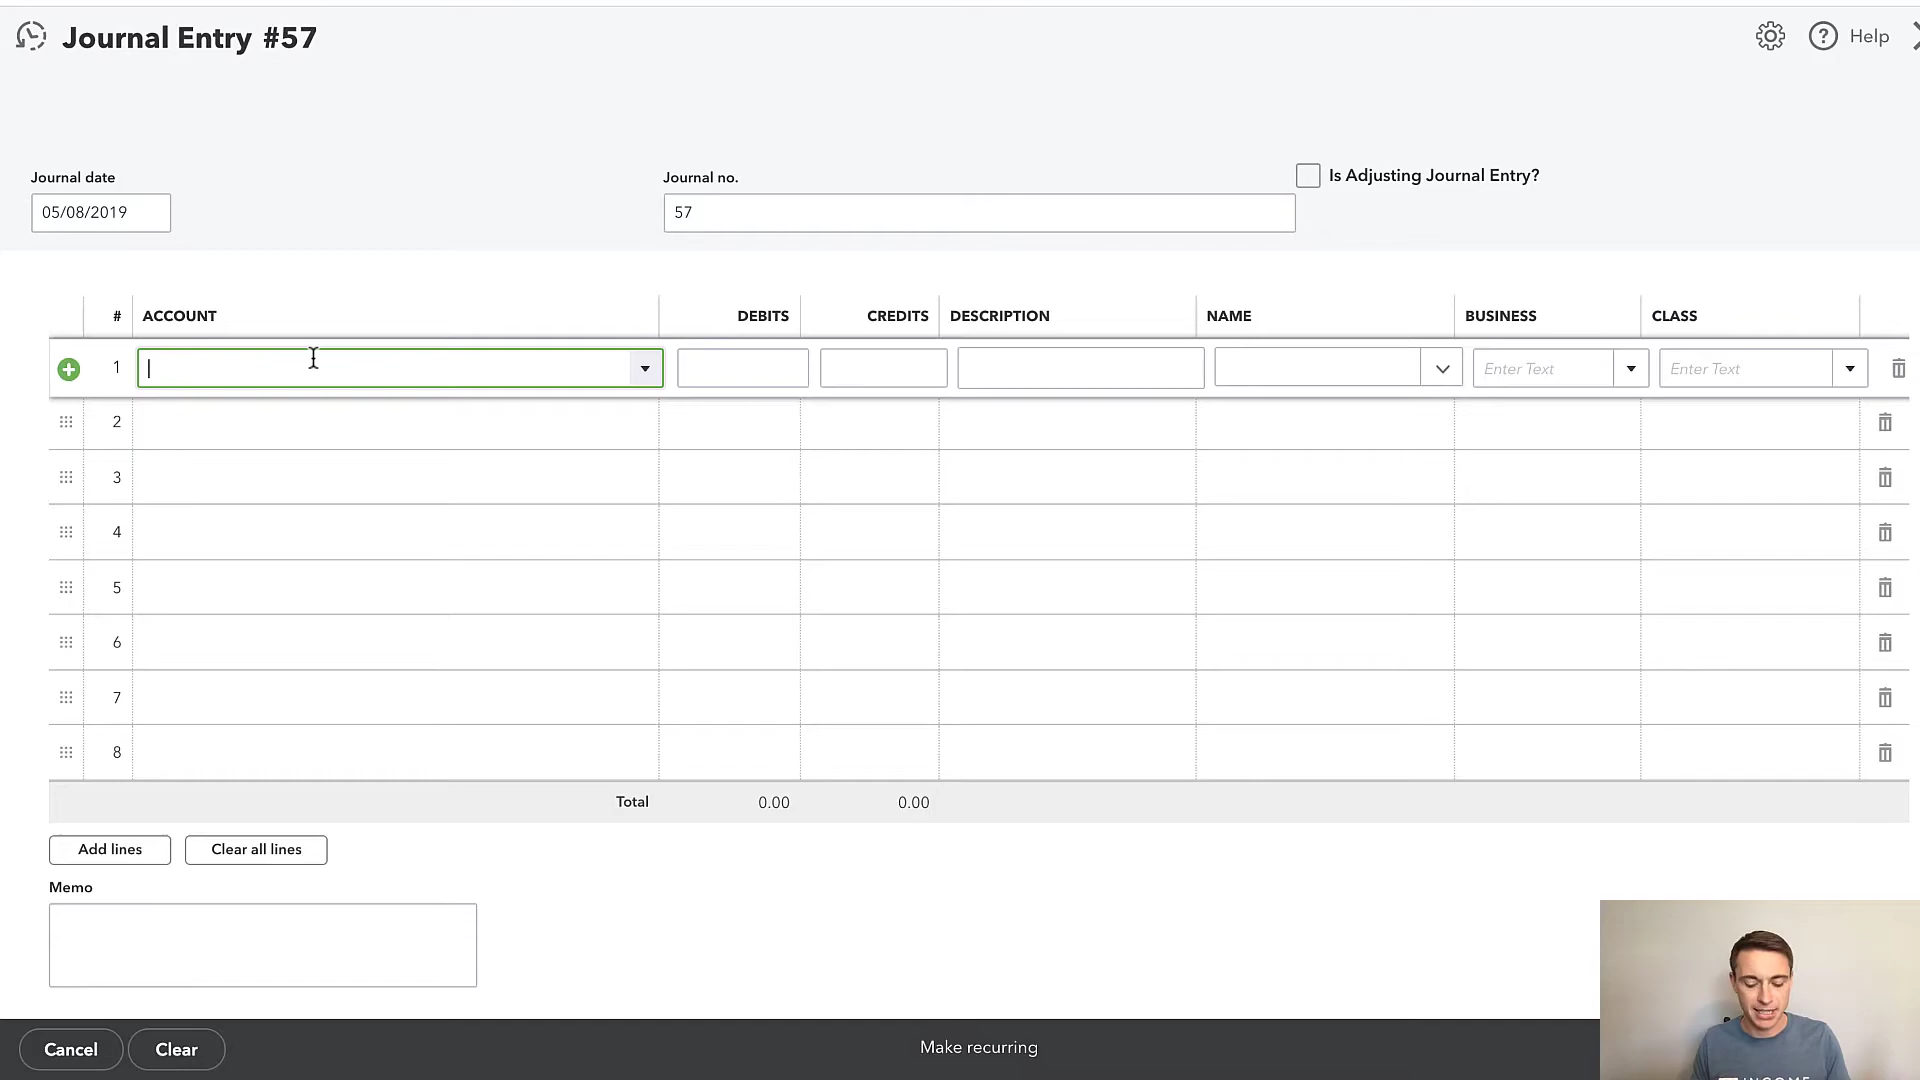 Journal Entry #57
Help
Journal date
Journal no.
Is Adjusting Journal Entry?
05/08/2019
57
# ACCOUNT DEBITS CREDITS DESCRIPTION NAME BUSINESS CLASS
1 Enter Text Enter Text
2
3
4
5
6
7
8
Total 0.00 0.00
Add lines Clear all lines
Memo
Cancel Clear Make recurring
INCOME